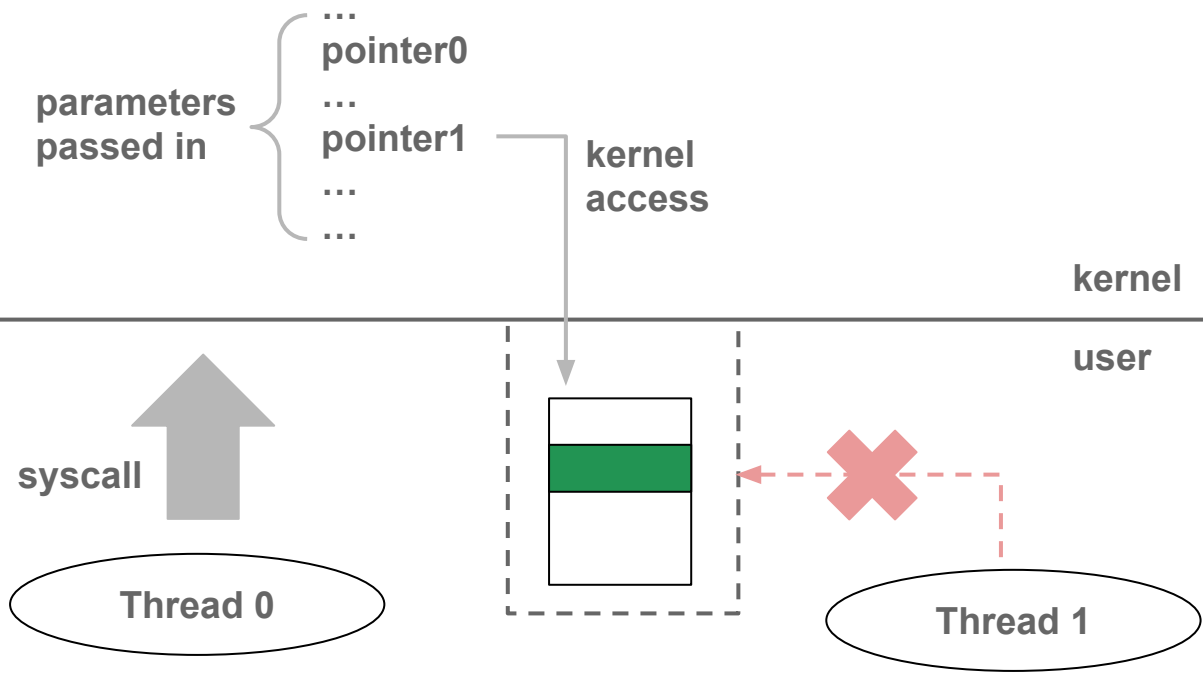 …
pointer0
…
parameters
passed in
pointer1
…
…
kernel
access
kernel
user
syscall
Thread 0
Thread 1